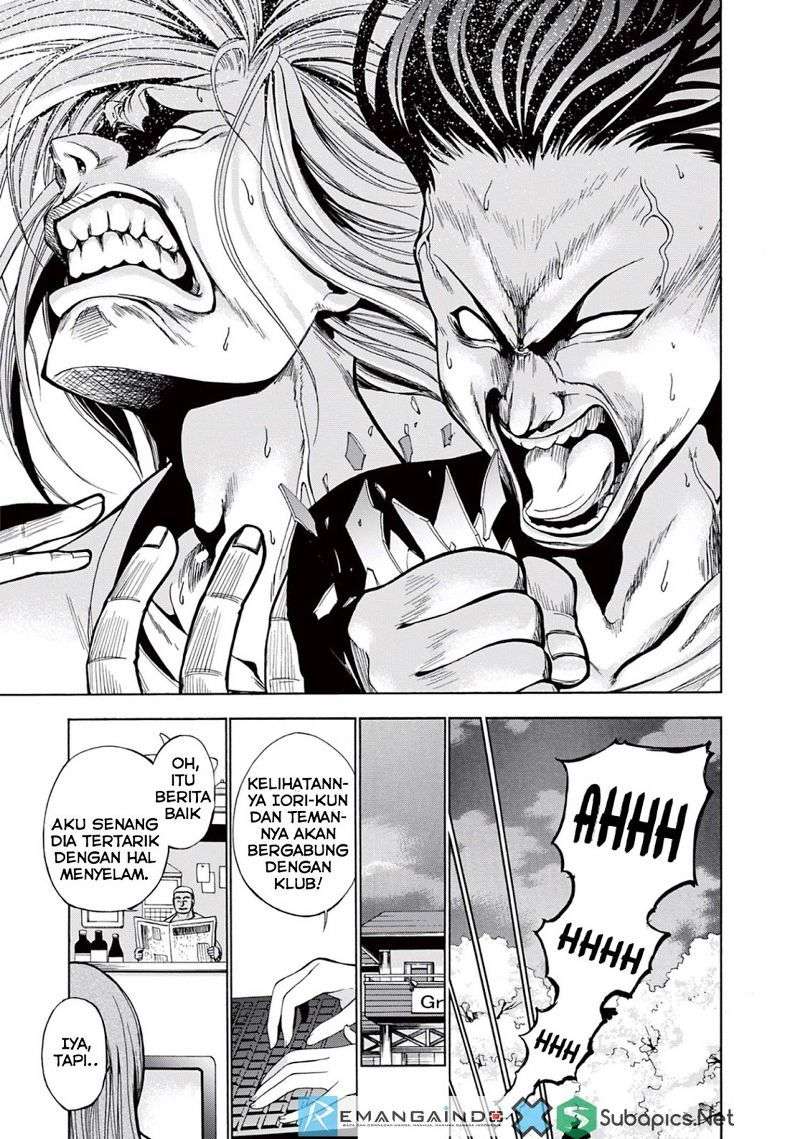 AHHH
HHHH
HHH
Gr
KELIHATANN-
YA IORI-KUN
DAN TEMAN-
NYA AKAN
BERGABUNG
DENGAN
KLUB!
OH,
ITU
BERITA
BAIK
AKU SENANG
DIA TERTARIK
DENGAN HAL
MENYELAM.
IYA,
TAPI..
REMANGAINDO
Subapics.Net